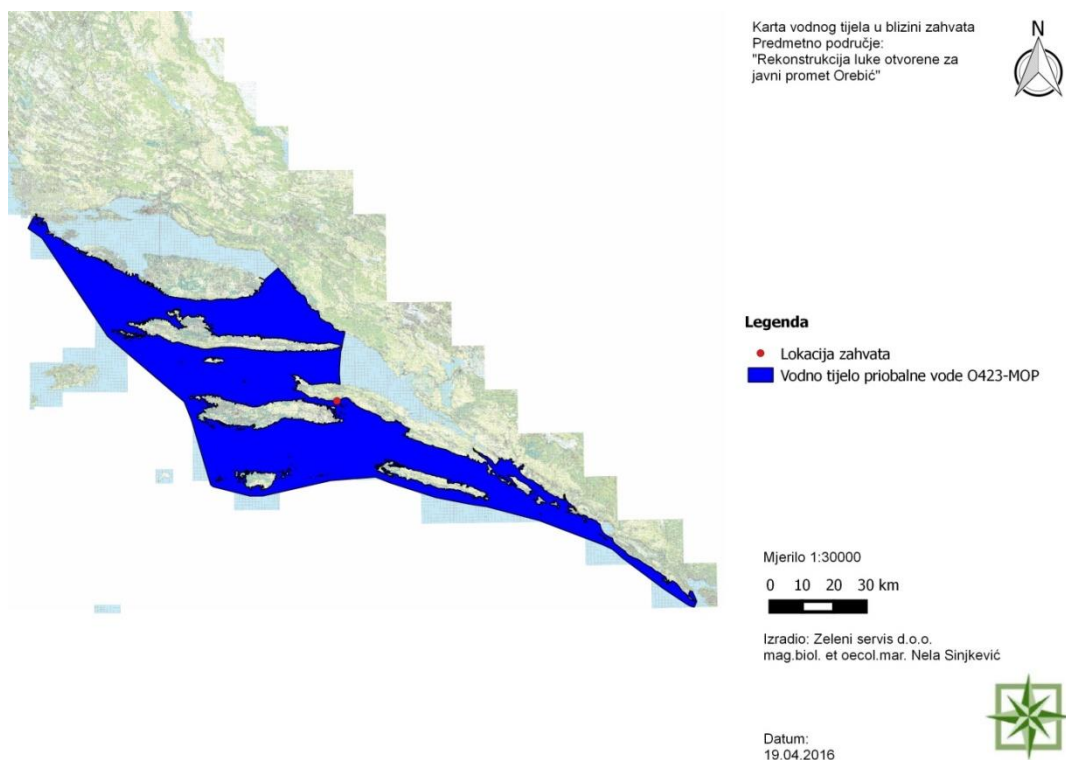 Karta vodnog tijela u blizini zahvata
Predmetno područje:
"Rekonstrukcija luke otvorene za
javni promet Orebić"
N
Legenda
Lokacija zahvata
Vodno tijelo priobalne vode O423-MOP
Mjerilo 1:30000
0 10 20 30 km
Izradio: Zeleni servis d.o.o.
mag.biol. et oecol.mar. Nela Sinjkević
Datum:
19.04.2016